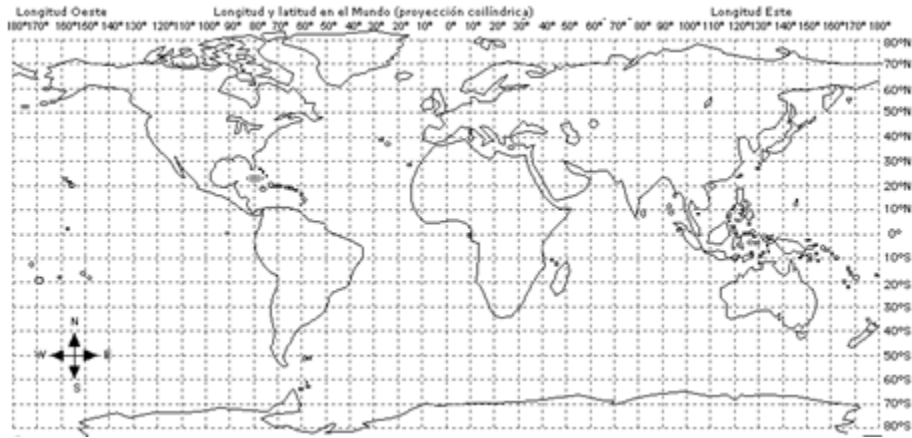 Longitud Oeste Longitud y latitud en el Mundo (proyección coilíndrica) Longitud Este
180°170° 160°150°140°130°120°110°100° 90° 80° 70° 60° 50° 40° 30° 20° 10° 0° 10° 20° 30° 40° 50° 60° 70° 80° 90° 100°110°120°130°140°150°160°170° 180°
80°N
70°N
60°N
50°N
40°N
30°N
20°N
10°N
0°
10°S
20°S
30°S
40°S
50°S
60°S
70°S
80°S
N
W E
S